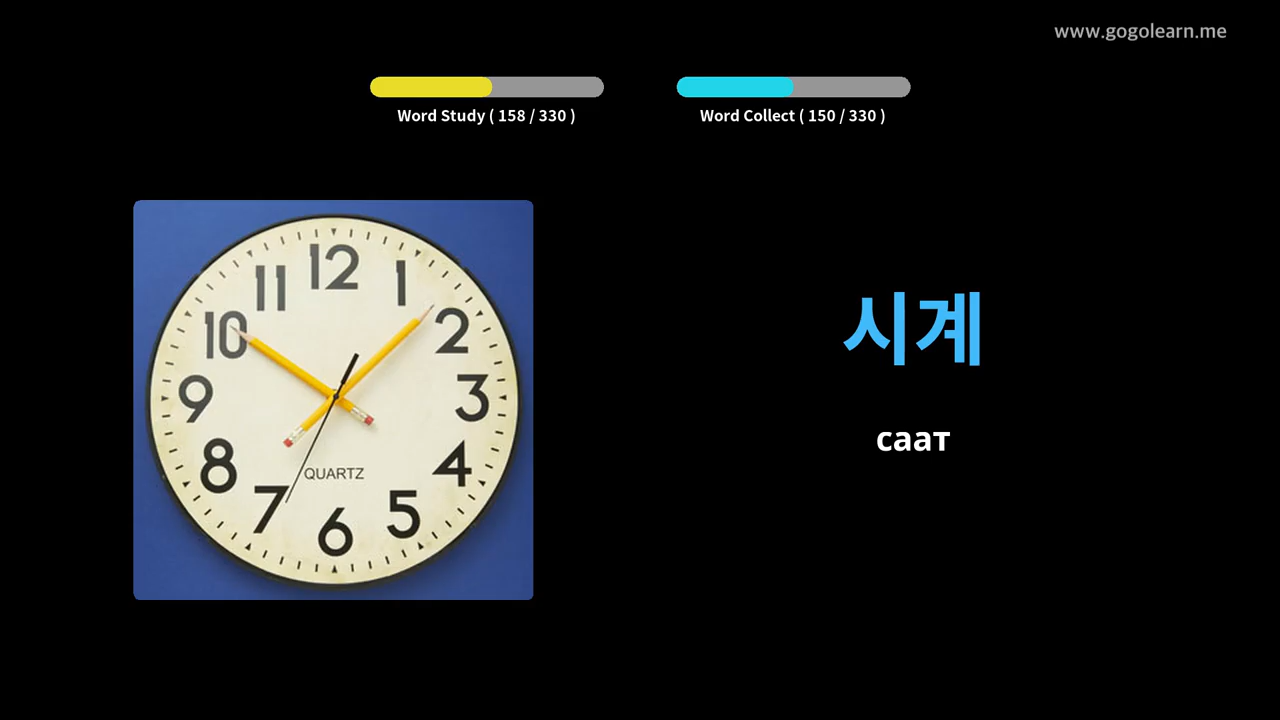 www.gogolearn.me
Word Study ( 158 / 330 )
Word Collect ( 150 / 330 )
12
1
2
3
4
5
6
7
8
9
10
11
QUARTZ
시계
саат